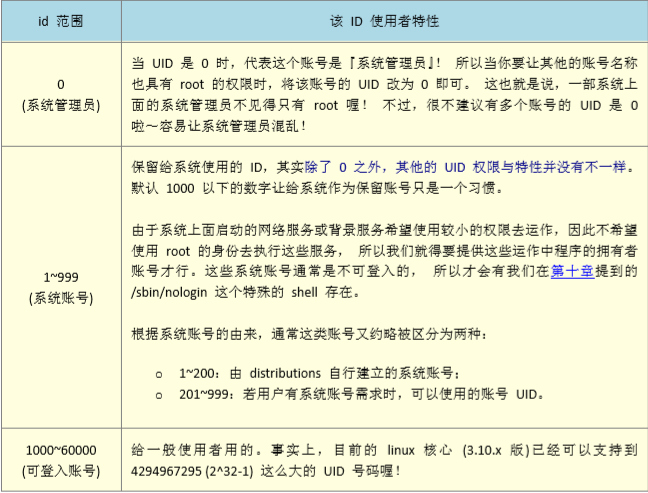 id 范围
该 ID 使用者特性
0
(系统管理员)
当 UID 是 0 时，代表这个账号是『系统管理员』！ 所以当你要让其他的账号名称
也具有 root 的权限时，将该账号的 UID 改为 0 即可。 这也就是说，一部系统上
面的系统管理员不见得只有 root 喔！ 不过，很不建议有多个账号的 UID 是 0
啦～容易让系统管理员混乱！
1~999
(系统账号)
保留给系统使用的 ID，其实除了 0 之外，其他的 UID 权限与特性并没有不一样。
默认 1000 以下的数字让给系统作为保留账号只是一个习惯。
由于系统上面启动的网络服务或背景服务希望使用较小的权限去运作，因此不希望
使用 root 的身份去执行这些服务， 所以我们就得要提供这些运作中程序的拥有者
账号才行。这些系统账号通常是不可登入的， 所以才会有我们在第十章提到的
/sbin/nologin 这个特殊的 shell 存在。
根据系统账号的由来，通常这类账号又约略被区分为两种：
o 1~200：由 distributions 自行建立的系统账号；
o 201~999：若用户有系统账号需求时，可以使用的账号 UID。
1000~60000
(可登入账号)
给一般使用者用的。事实上，目前的 linux 核心 (3.10.x 版)已经可以支持到
4294967295 (2^32-1) 这么大的 UID 号码喔！